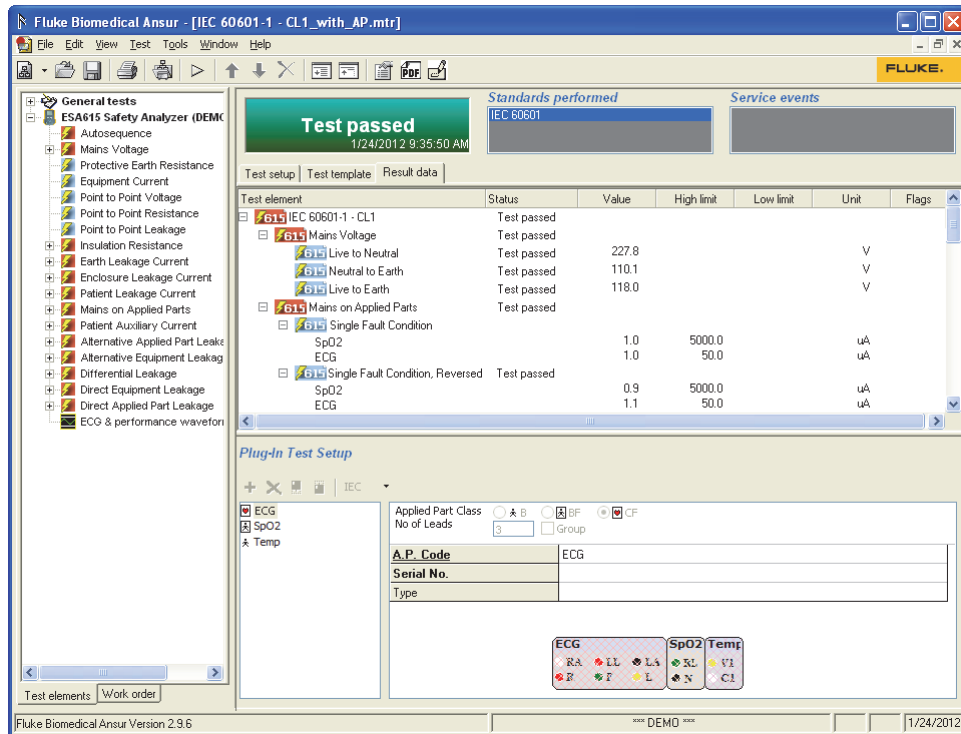 Fluke Biomedical Ansur - [IEC 60601-1 - CL1_with_AP.mtr]
File Edit View Test Tools Window Help
PDF
FLUKE.
General tests
ESA615 Safety Analyzer (DEMO
Autosequence
Mains Voltage
Protective Earth Resistance
Equipment Current
Point to Point Voltage
Point to Point Resistance
Point to Point Leakage
Insulation Resistance
Earth Leakage Current
Enclosure Leakage Current
Patient Leakage Current
Mains on Applied Parts
Patient Auxiliary Current
Alternative Applied Part Leaka
Alternative Equipment Leakag
Differential Leakage
Direct Equipment Leakage
Direct Applied Part Leakage
ECG & performance waveform
Test elements Work order
Test passed
1/24/2012 9:35:50 AM
Standards performed
IEC 60601
Service events
Test setup Test template Result data
Test element Status Value High limit Low limit Unit Flags
615 IEC 60601-1 - CL1 Test passed
615 Mains Voltage Test passed
615 Live to Neutral Test passed 227.8 V
615 Neutral to Earth Test passed 110.1 V
615 Live to Earth Test passed 118.0 V
615 Mains on Applied Parts Test passed
615 Single Fault Condition
SpO2 1.0 5000.0 uA
ECG 1.0 50.0 uA
615 Single Fault Condition, Reversed Test passed
SpO2 0.9 5000.0 uA
ECG 1.1 50.0 uA
Plug-In Test Setup
IEC
ECG
SpO2
Temp
Applied Part Class B BF CF
No of Leads 3 Group
A.P. Code ECG
Serial No.
Type
ECG SpO2 Temp
RA LL LA RL V1
R F L N C1
Fluke Biomedical Ansur Version 2.9.6 *** DEMO *** 1/24/2012